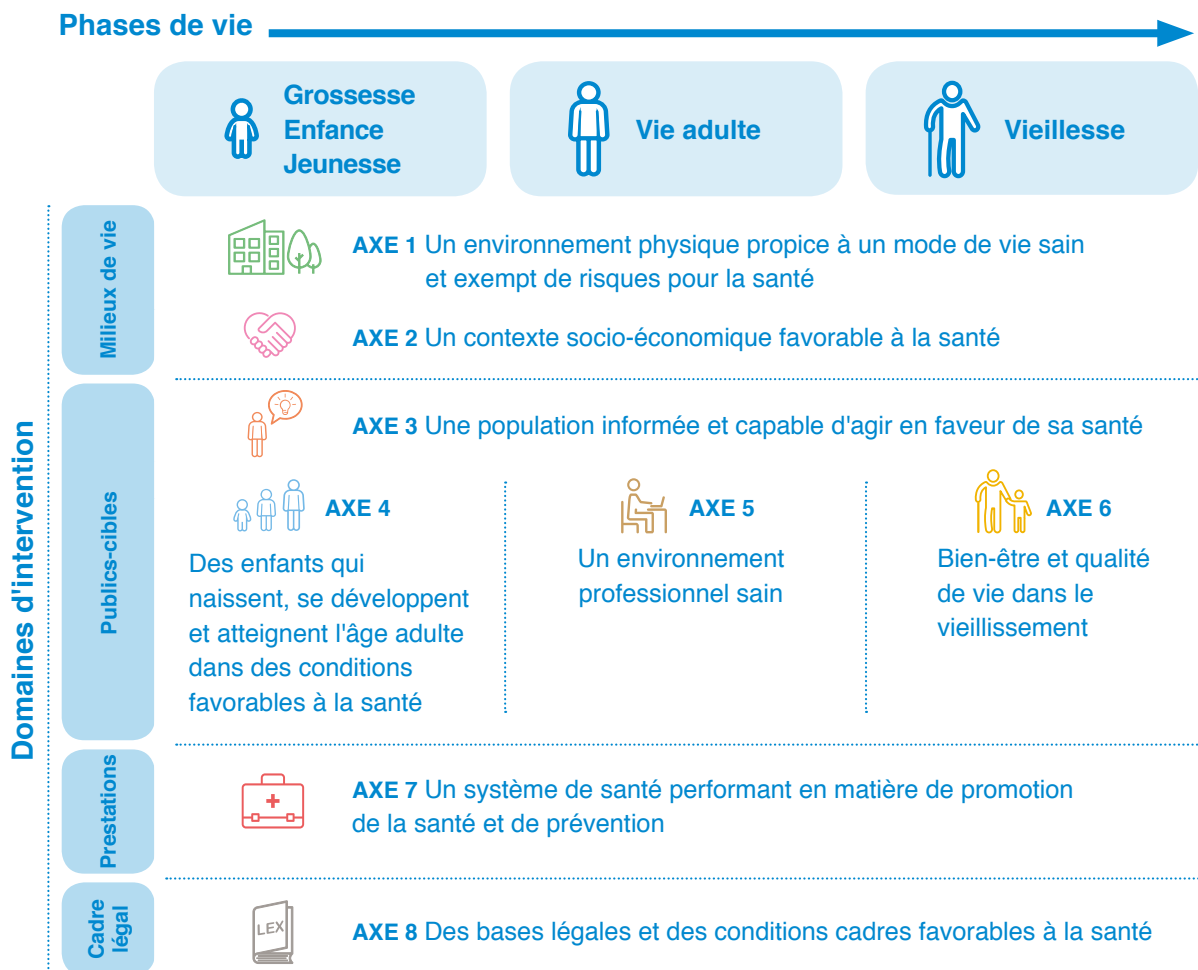 Phases de vie
Grossesse
Enfance
Jeunesse
Vie adulte
Vieillesse
Domaines d'intervention
Milieux de vie
AXE 1 Un environnement physique propice à un mode de vie sain
et exempt de risques pour la santé
AXE 2 Un contexte socio-économique favorable à la santé
Publics-cibles
AXE 3 Une population informée et capable d'agir en faveur de sa santé
AXE 4
Des enfants qui
naissent, se développent
et atteignent l'âge adulte
dans des conditions
favorables à la santé
AXE 5
Un environnement
professionnel sain
AXE 6
Bien-être et qualité
de vie dans le
vieillissement
Prestations
AXE 7 Un système de santé performant en matière de promotion
de la santé et de prévention
Cadre
légal
LEX
AXE 8 Des bases légales et des conditions cadres favorables à la santé